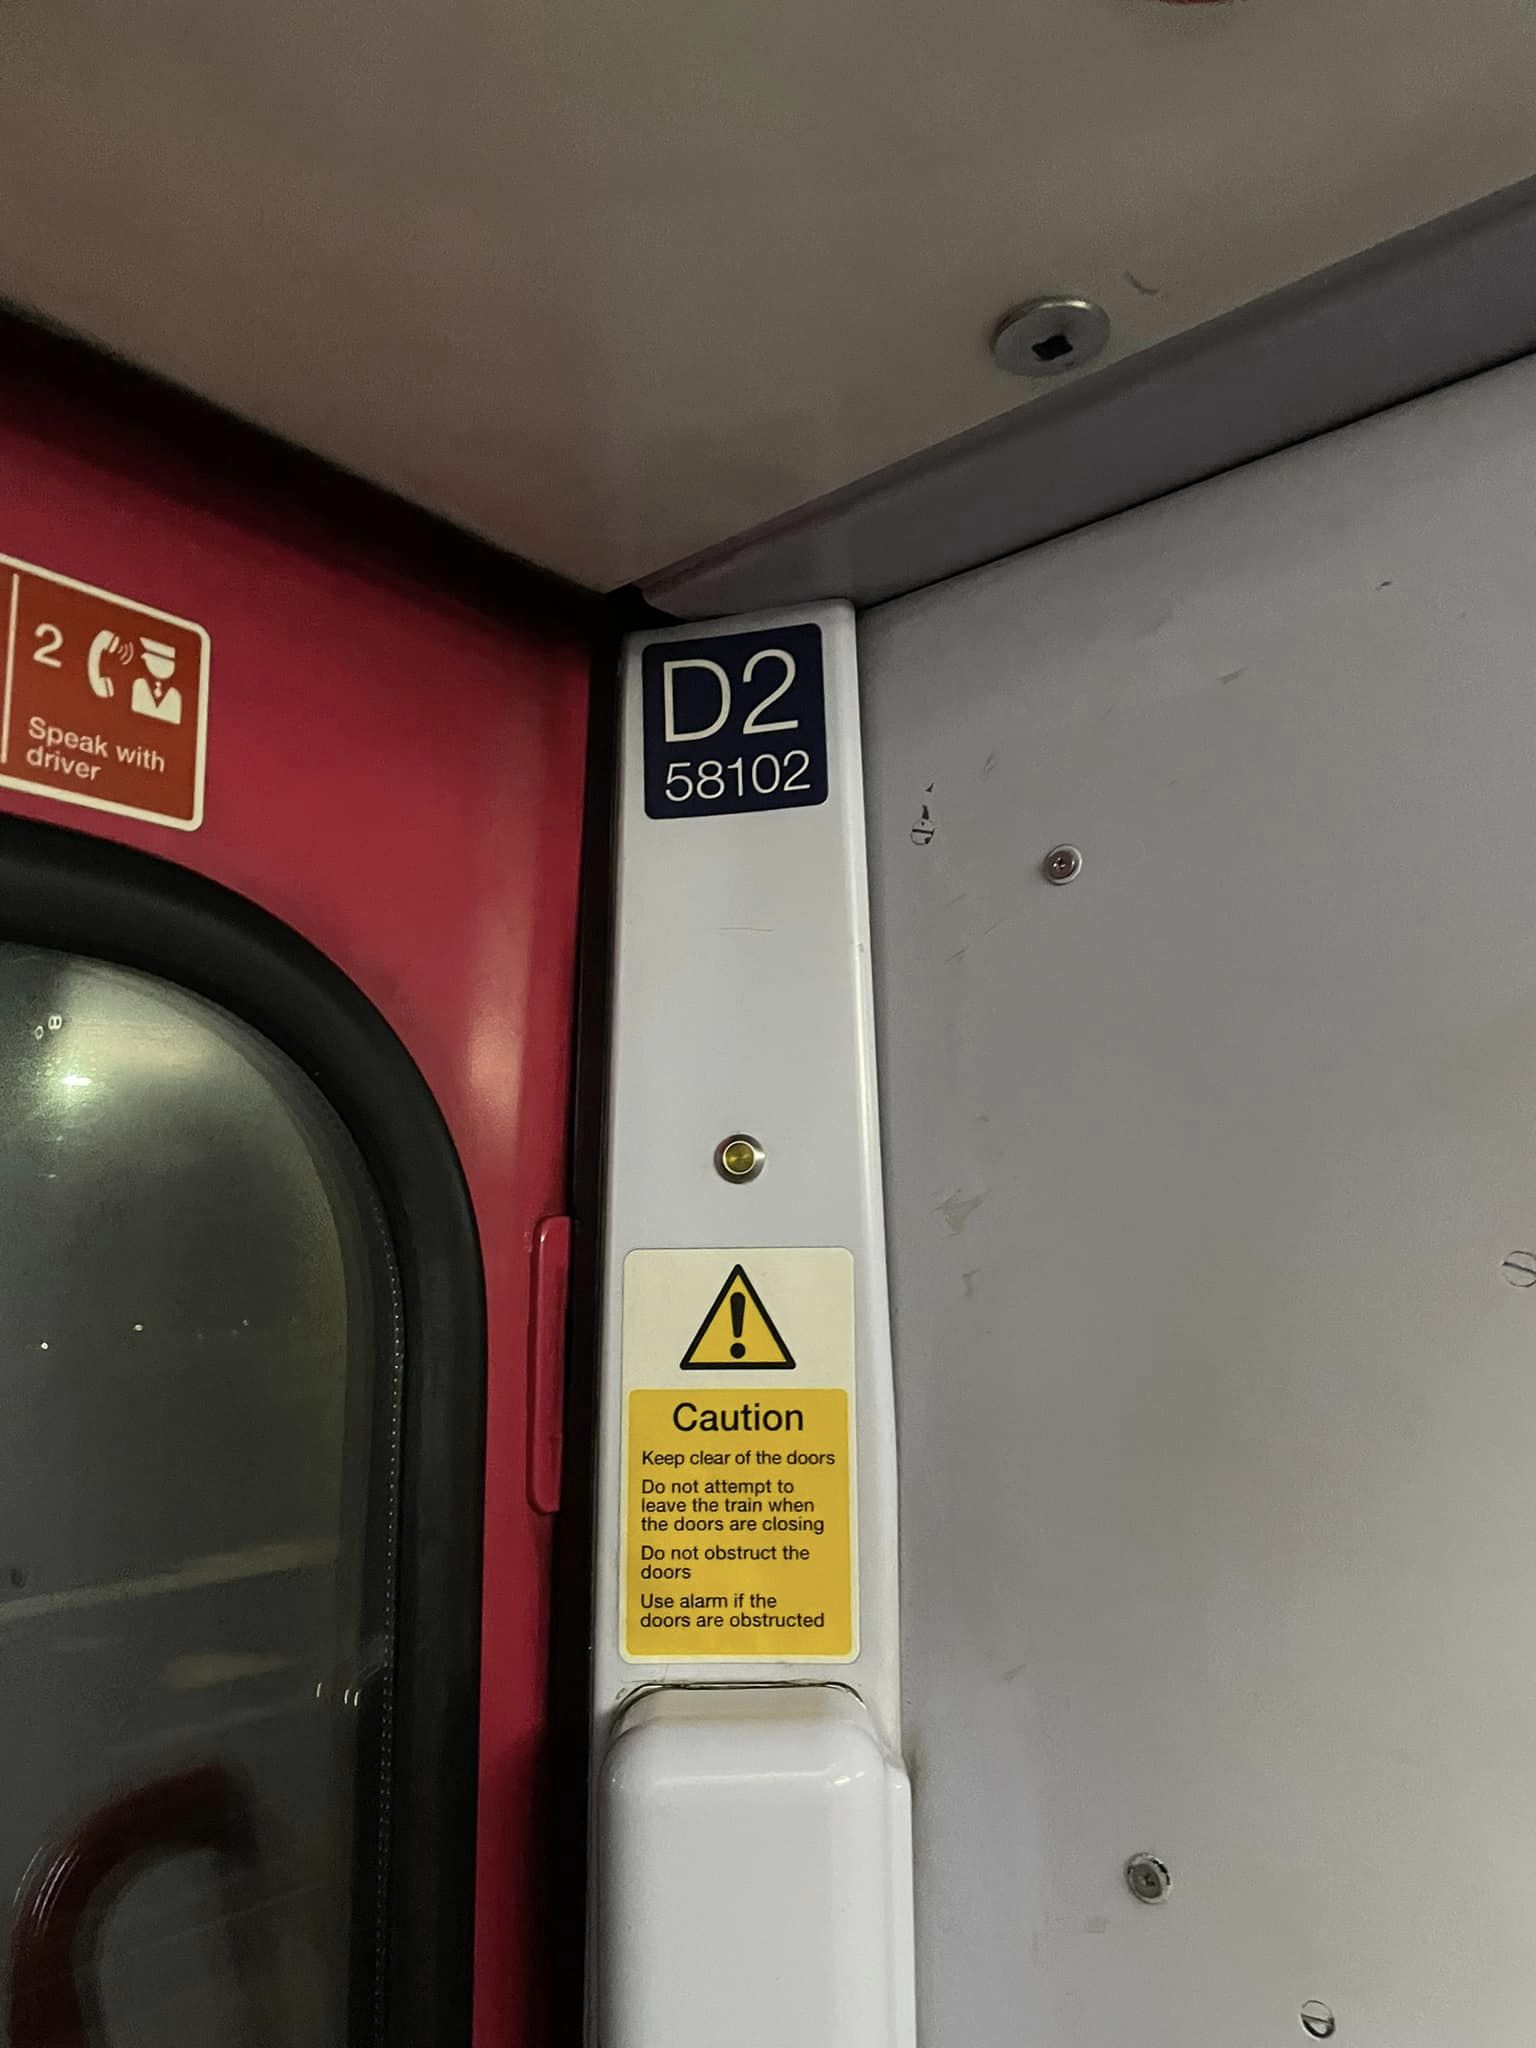 2
Speak with
driver
D2
58102
Caution
Keep clear of the doors
Do not attempt to
leave the train when
the doors are closing
Do not obstruct the
doors
Use alarm if the
doors are obstructed